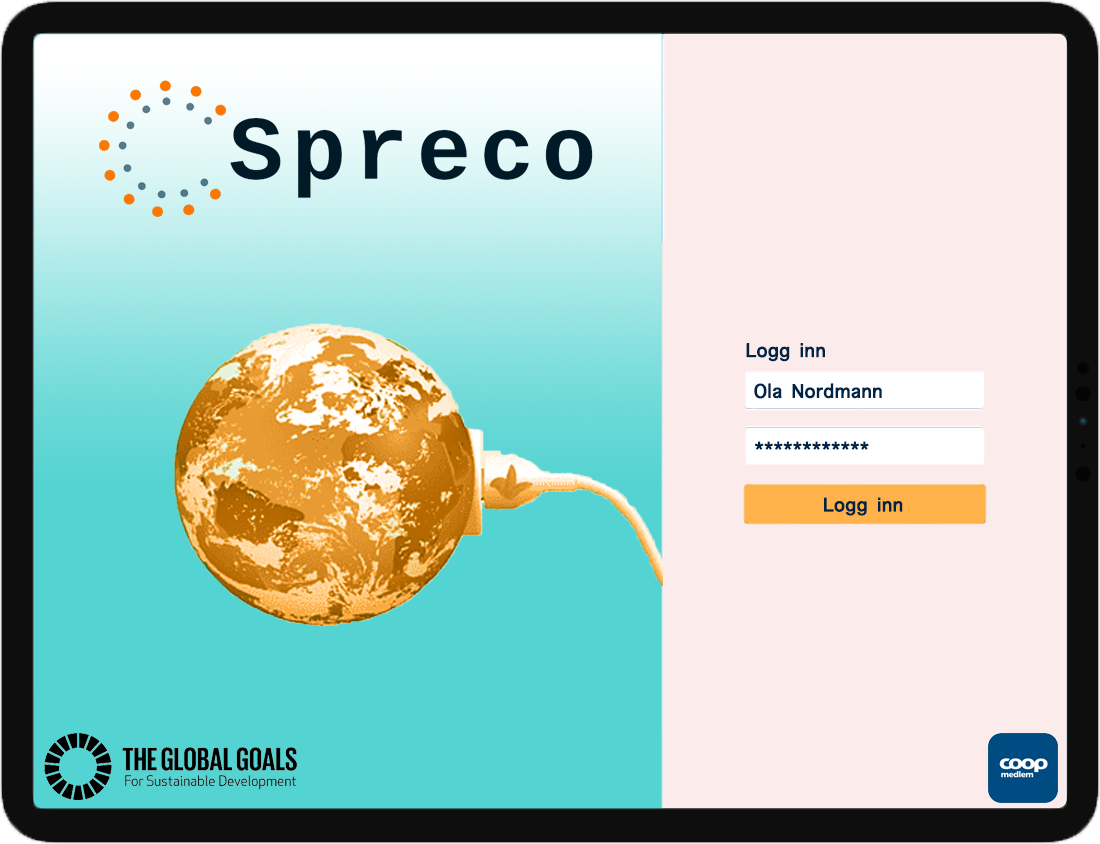 Spreco
Logg inn
Ola Nordmann
************
Logg inn
THE GLOBAL GOALS
For Sustainable Development
coop
medlem